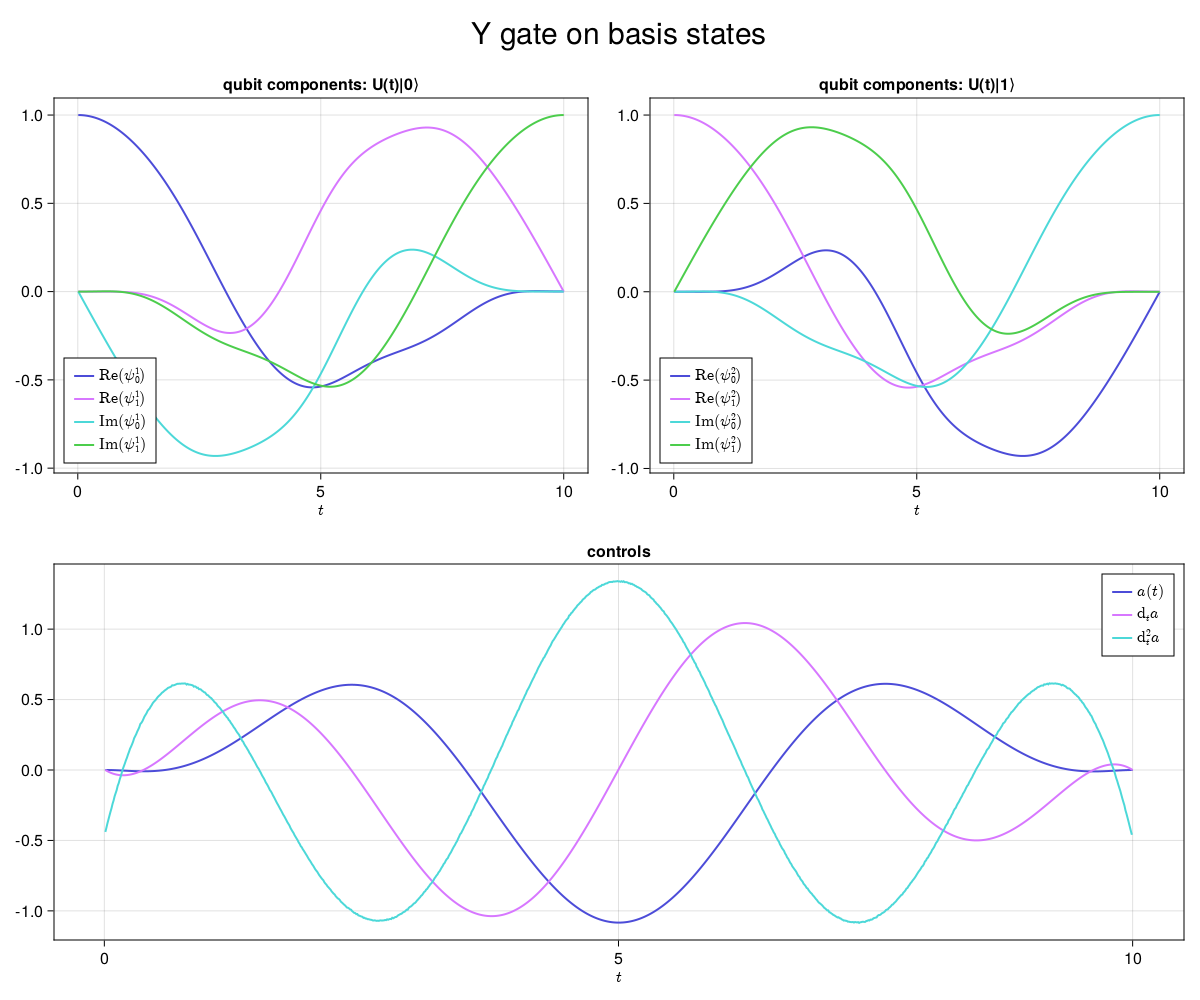 Y gate on basis states
qubit components: U(t)|0⟩
1.0
0.5
0.0
-0.5
-1.0
Re(ψ₀¹)
Re(ψ₁¹)
Im(ψ₀¹)
Im(ψ₁¹)
0
5
10
t
qubit components: U(t)|1⟩
1.0
0.5
0.0
-0.5
-1.0
Re(ψ₀²)
Re(ψ₁²)
Im(ψ₀²)
Im(ψ₁²)
0
5
10
t
controls
1.0
0.5
0.0
-0.5
-1.0
a(t)
dₜa
dₜ²a
0
5
10
t